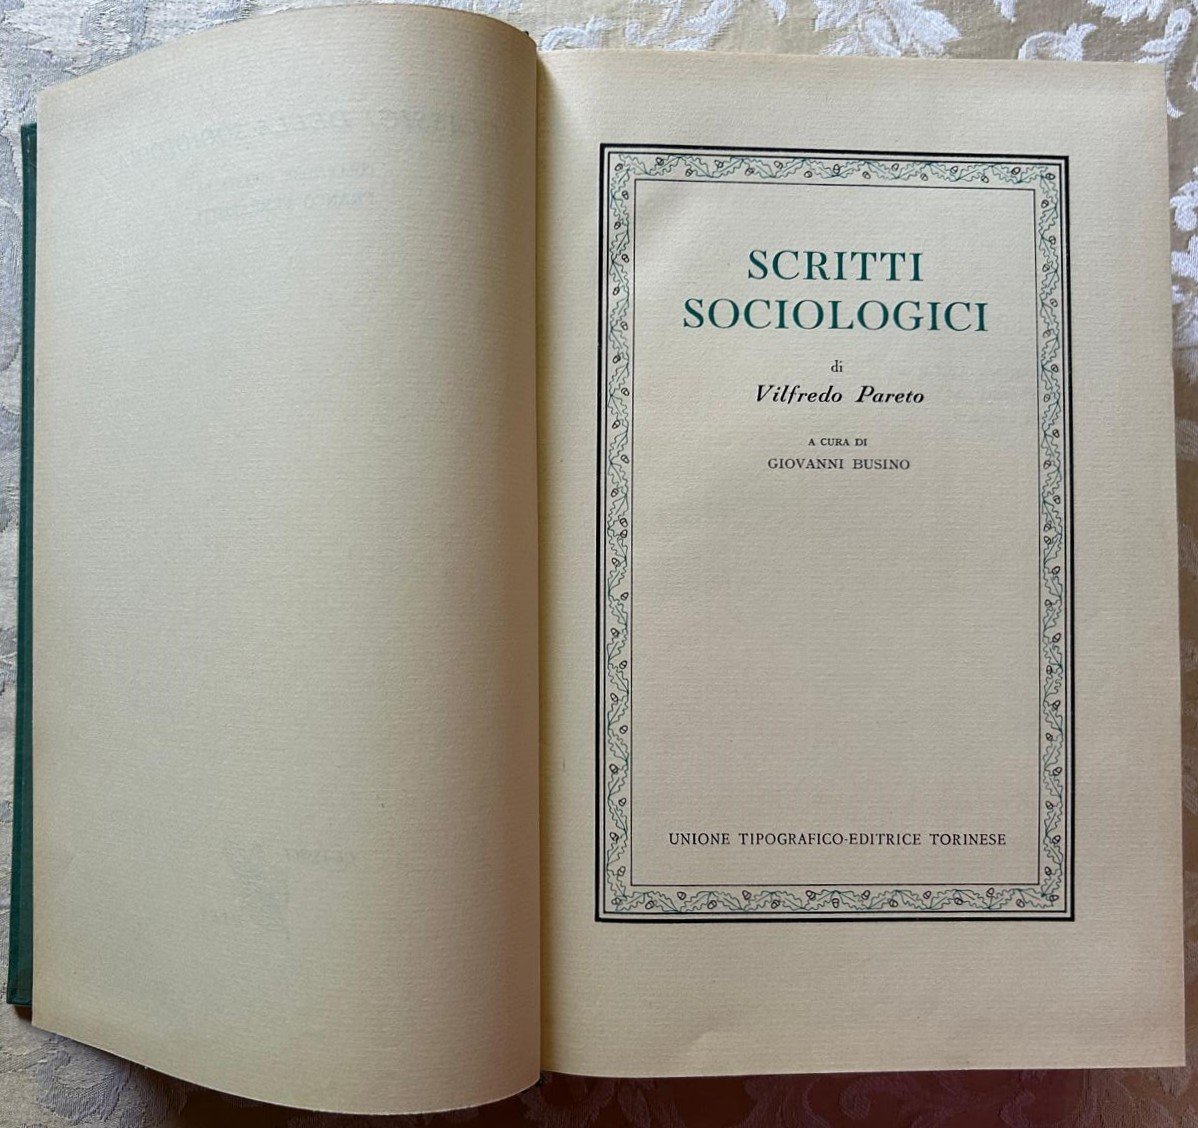 SCRITTI
SOCIOLOGICI
di
Vilfredo Pareto
A CURA DI
GIOVANNI BUSINO
UNIONE TIPOGRAFICO-EDITRICE TORINESE